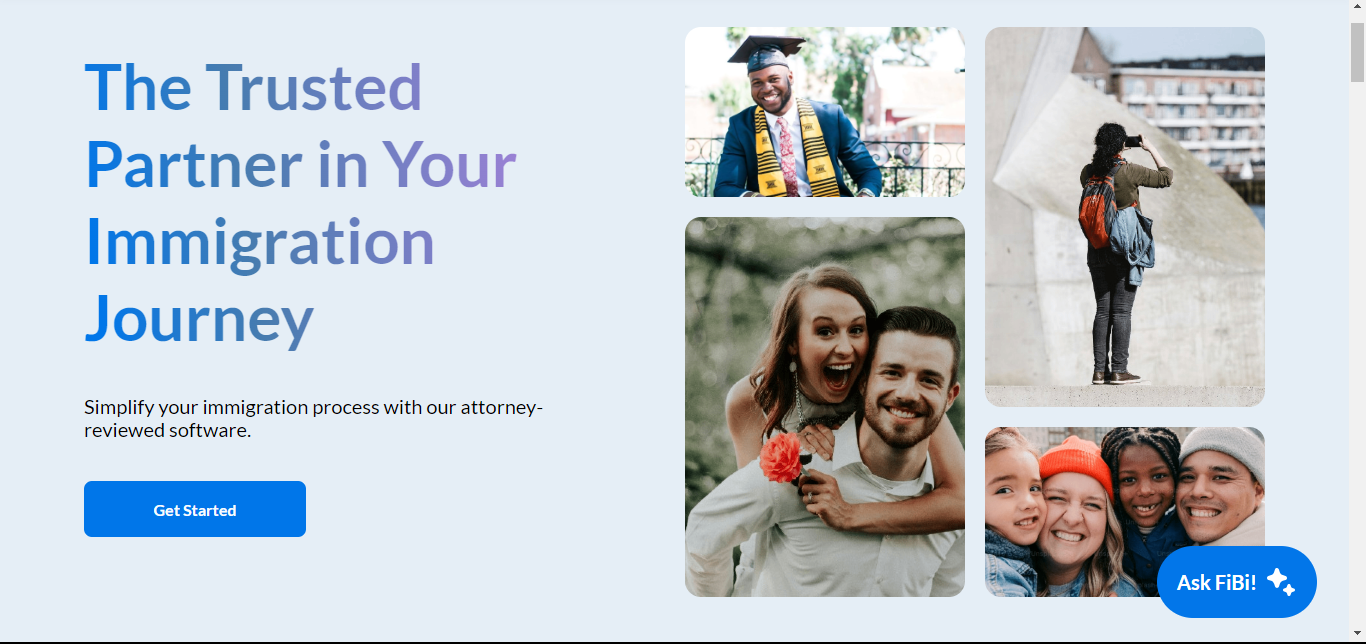 The Trusted
Partner in Your
Immigration
Journey
Simplify your immigration process with our attorney-
reviewed software.
Get Started
Ask FiBi!